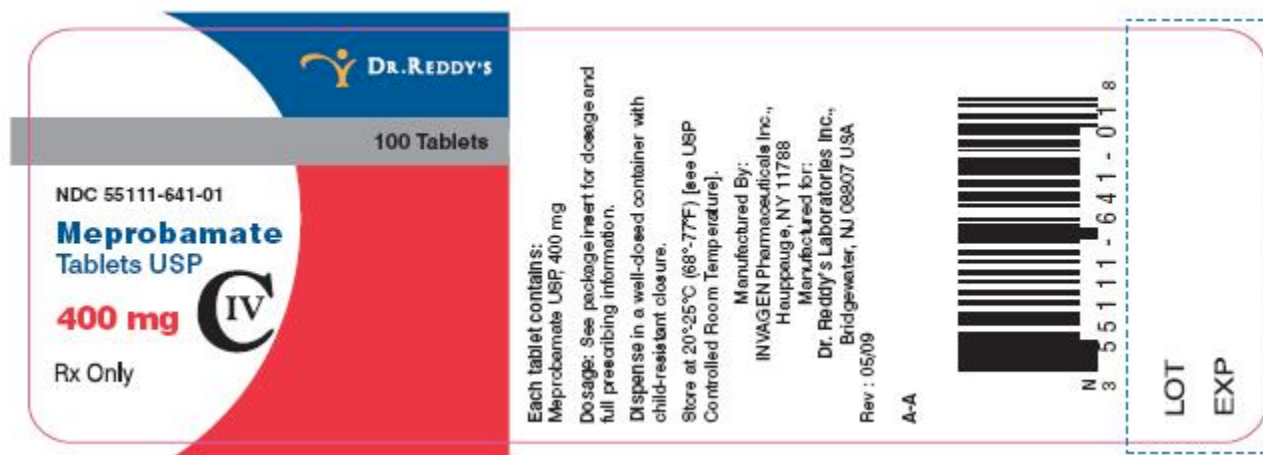 DR.REDDY'S
100 Tablets
NDC 55111-641-01
Meprobamate
Tablets USP
400 mg
CIV
Rx Only
Each tablet contains:
Meprobamate USP, 400 mg
Dosage: See package insert for dosage and
full prescribing information.
Dispense in a well-closed container with
child-resistant closure.
Store at 20°-25°C (68°-77°F) [see USP
Controlled Room Temperature].
Manufactured By:
INVAGEN Pharmaceuticals Inc.,
Hauppauge, NY 11788
Manufactured for:
Dr. Reddy's Laboratories Inc.,
Bridgewater, NJ 08807 USA
Rev : 05/09
A-A
N
3 55111-641-01 8
LOT
EXP